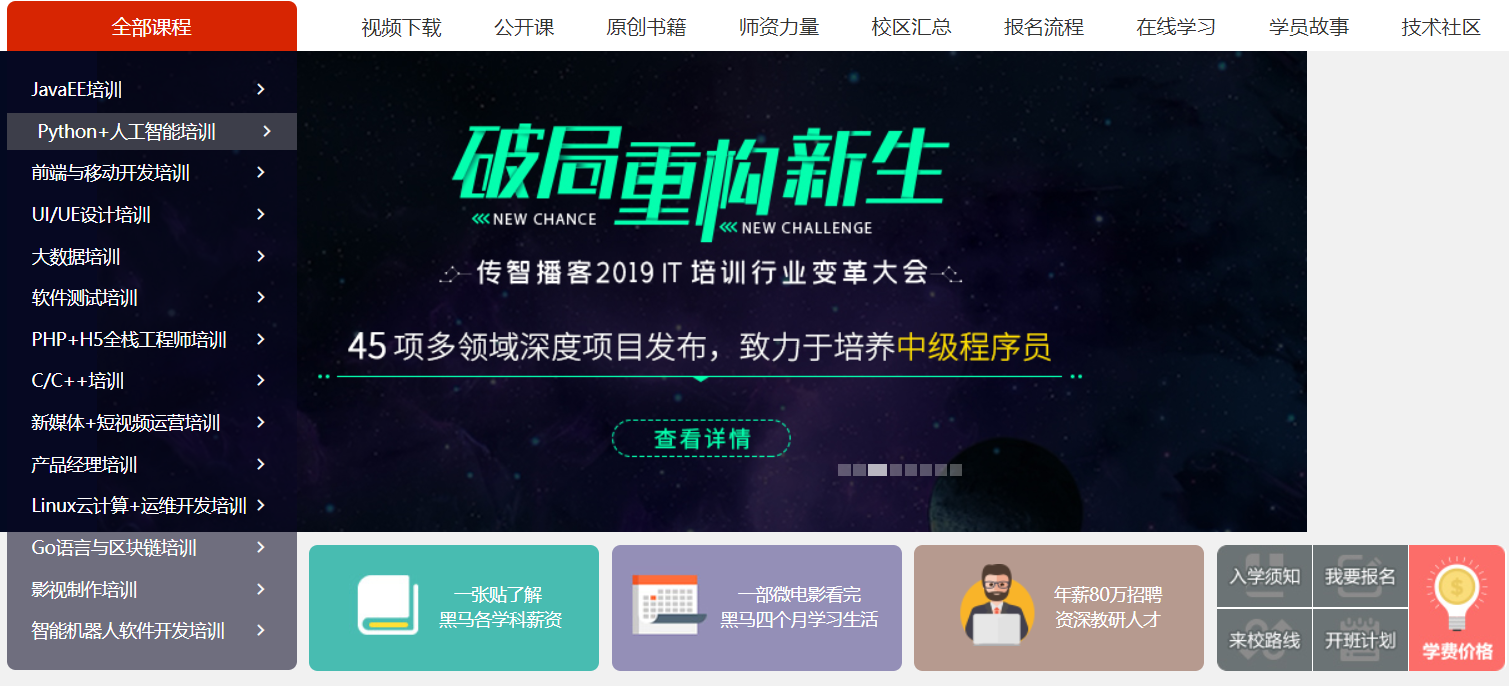 全部课程
视频下载
公开课
原创书籍
师资力量
校区汇总
报名流程
在线学习
学员故事
技术社区
JavaEE培训
Python+人工智能培训
前端与移动开发培训
UI/UE设计培训
大数据培训
软件测试培训
PHP+H5全栈工程师培训
C/C++培训
新媒体+短视频运营培训
产品经理培训
Linux云计算+运维开发培训
Go语言与区块链培训
影视制作培训
智能机器人软件开发培训
破局重构新生
NEW CHANCE
NEW CHALLENGE
传智播客2019 IT 培训行业变革大会
45 项多领域深度项目发布，致力于培养中级程序员
查看详情
一张贴了解
黑马各学科薪资
一部微电影看完
黑马四个月学习生活
年薪80万招聘
资深教研人才
入学须知
我要报名
来校路线
开班计划
学费价格